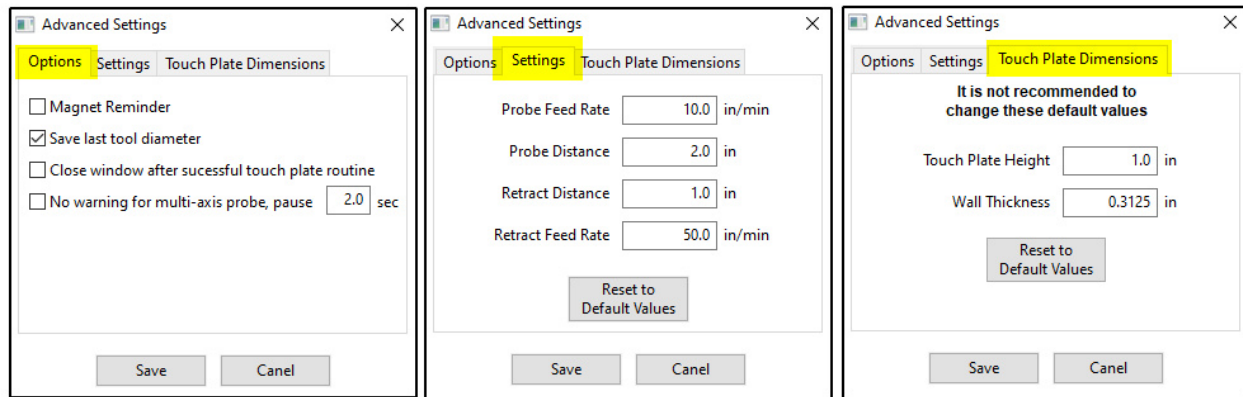 Advanced Settings
Options Settings Touch Plate Dimensions
Magnet Reminder
Save last tool diameter
Close window after sucessful touch plate routine
No warning for multi-axis probe, pause 2.0 sec
Save Canel
Advanced Settings
Options Settings Touch Plate Dimensions
Probe Feed Rate 10.0 in/min
Probe Distance 2.0 in
Retract Distance 1.0 in
Retract Feed Rate 50.0 in/min
Reset to
Default Values
Save Canel
Advanced Settings
Options Settings Touch Plate Dimensions
It is not recommended to
change these default values
Touch Plate Height 1.0 in
Wall Thickness 0.3125 in
Reset to
Default Values
Save Canel